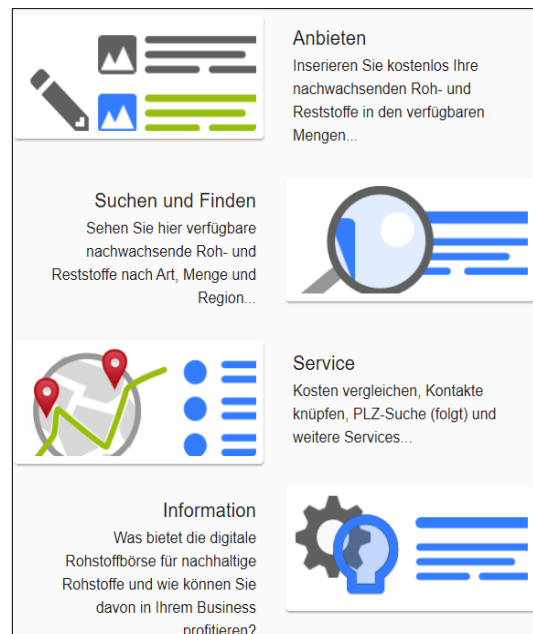 Anbieten
Inserieren Sie kostenlos Ihre
nachwachsenden Roh- und
Reststoffe in den verfügbaren
Mengen...
Suchen und Finden
Sehen Sie hier verfügbare
nachwachsende Roh- und
Reststoffe nach Art, Menge und
Region...
Service
Kosten vergleichen, Kontakte
knüpfen, PLZ-Suche (folgt) und
weitere Services...
Information
Was bietet die digitale
Rohstoffbörse für nachhaltige
Rohstoffe und wie können Sie
davon in Ihrem Business
profitieren?